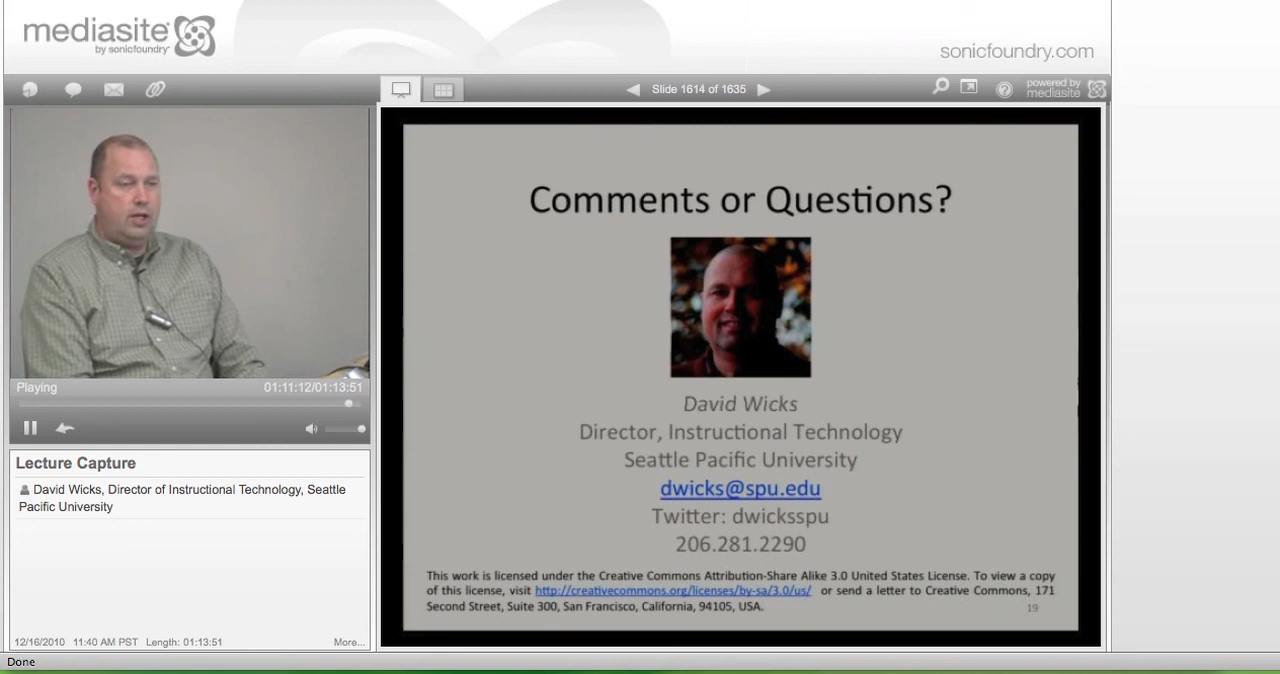 mediasite
by sonicfoundry
sonicfoundry.com
Slide 1614 of 1635
powered by
mediasite
Comments or Questions?
David Wicks
Director, Instructional Technology
Seattle Pacific University
dwicks@spu.edu
Twitter: dwicksspu
206.281.2290
This work is licensed under the Creative Commons Attribution-Share Alike 3.0 United States License. To view a copy
of this license, visit http://creativecommons.org/licenses/by-sa/3.0/us/ or send a letter to Creative Commons, 171
Second Street, Suite 300, San Francisco, California, 94105, USA.
19
Playing 01:11:12/01:13:51
Lecture Capture
David Wicks, Director of Instructional Technology, Seattle
Pacific University
12/16/2010 11:40 AM PST Length: 01:13:51 More...
Done